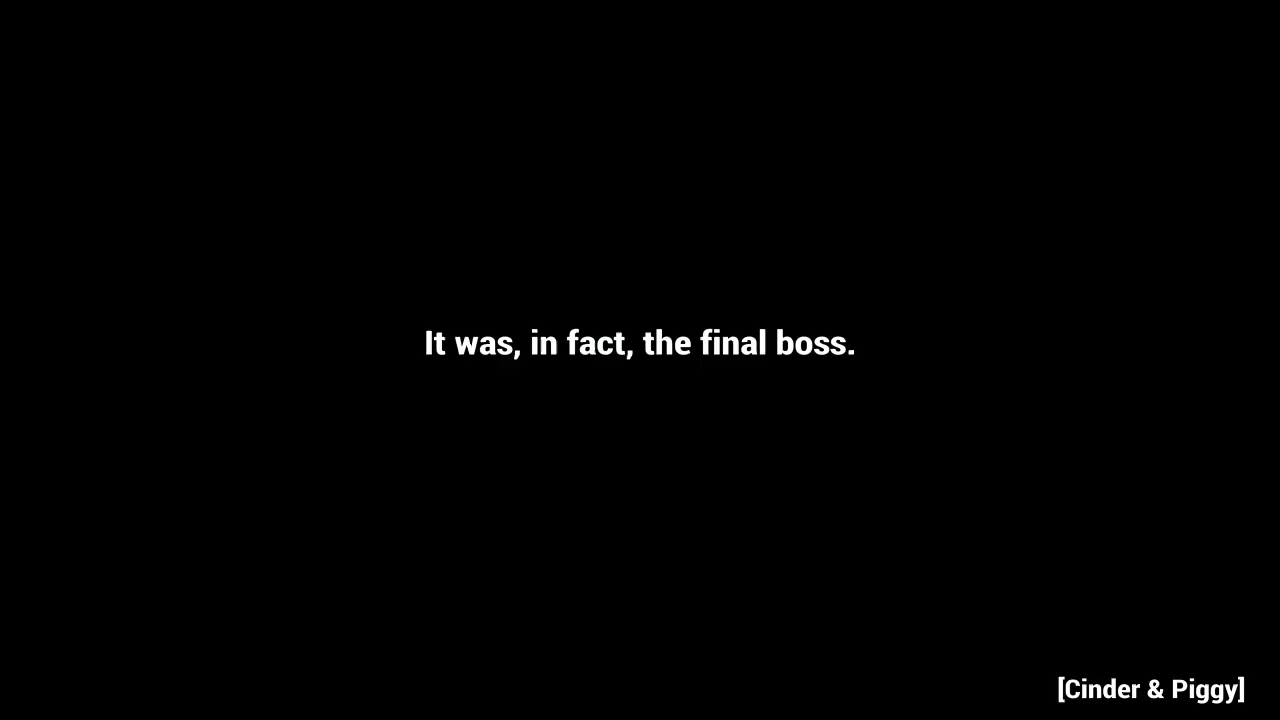 It was, in fact, the final boss.
[Cinder & Piggy]